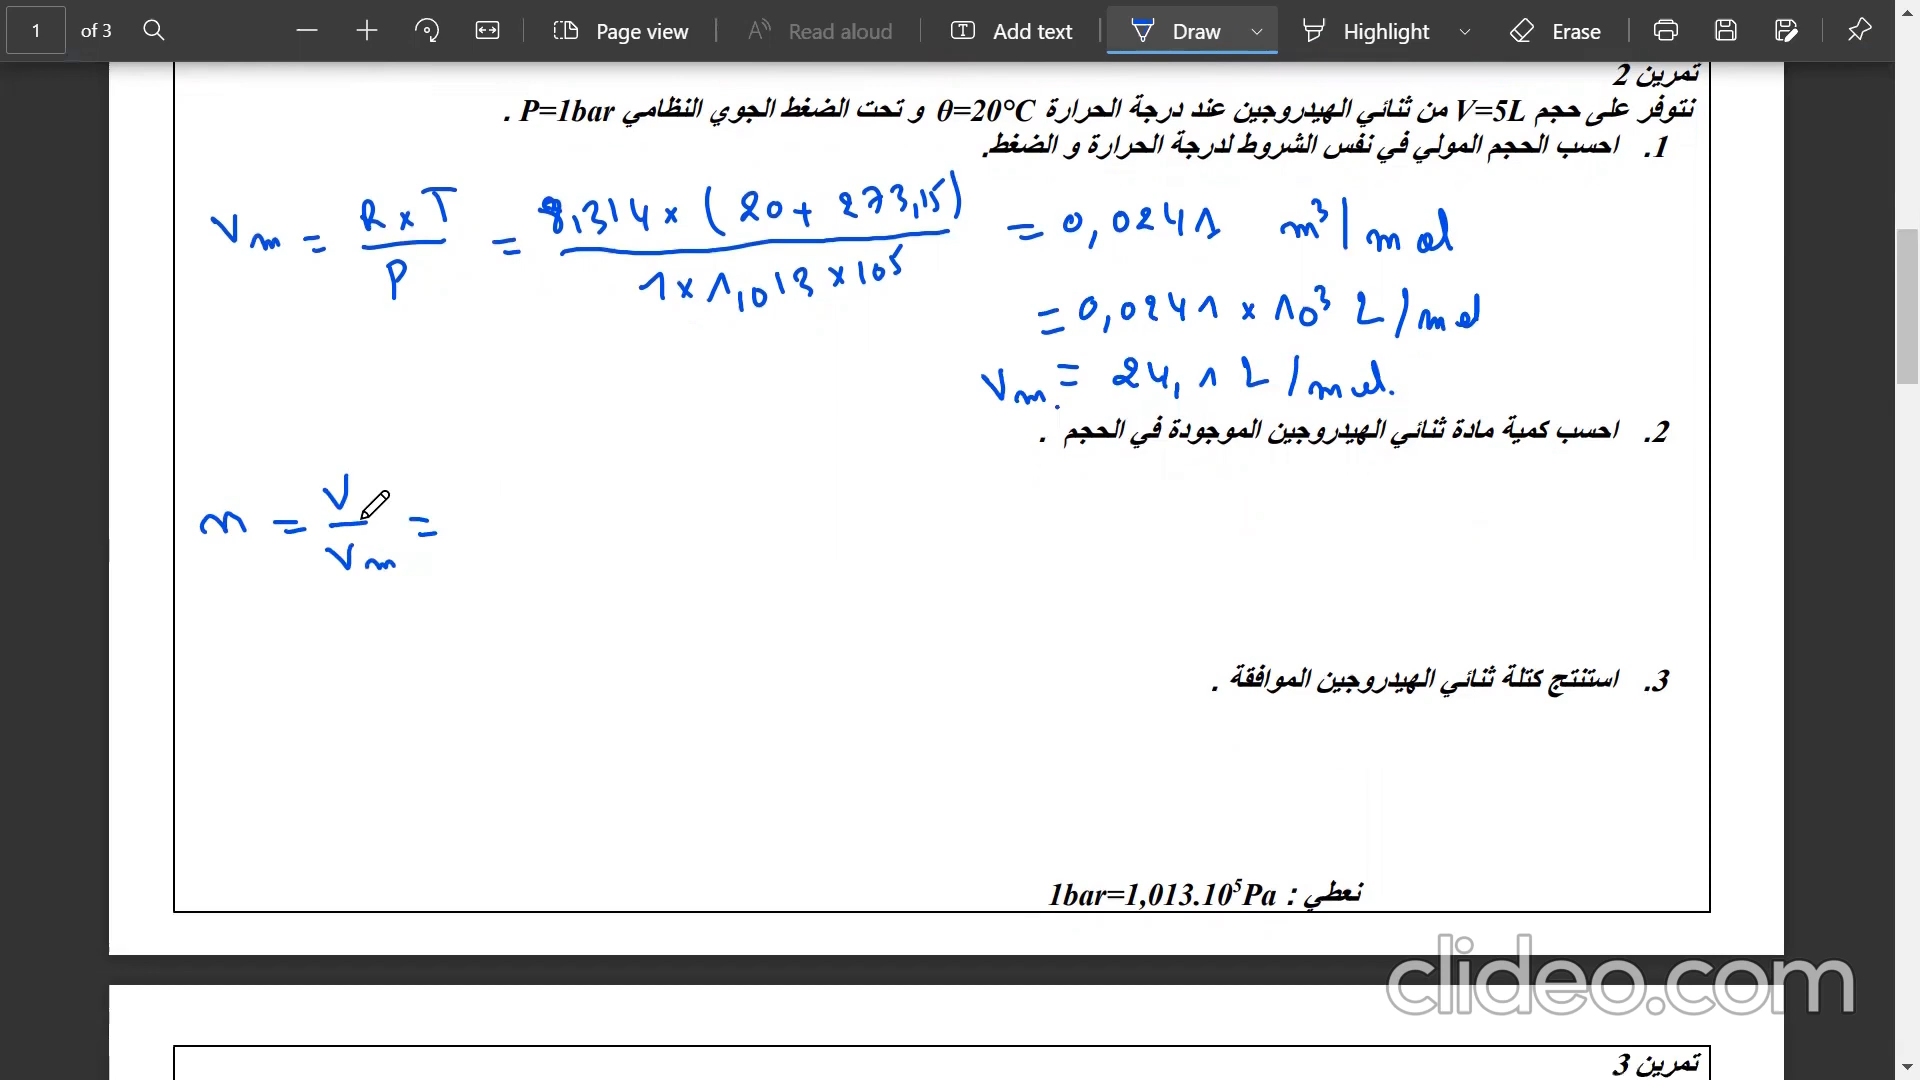 1 of 3 Page view Read aloud Add text Draw Highlight Erase
تمرين 2
نتوفر على حجم V=5L من ثنائي الهيدروجين عند درجة الحرارة θ=20°C و تحت الضغط الجوي النظامي P=1bar .
1. احسب الحجم المولي في نفس الشروط لدرجة الحرارة و الضغط.
Vm = R×T/P = 8,314×(20+273,15)/1×1,013×10⁵ = 0,0241 m³/mol
= 0,0241 × 10³ L/mol
Vm = 24,1 L/mol.
2. احسب كمية مادة ثنائي الهيدروجين الموجودة في الحجم .
n = V/Vm =
3. استنتج كتلة ثنائي الهيدروجين الموافقة .
نعطي : 1bar=1,013.10⁵Pa
clideo.com
تمرين 3